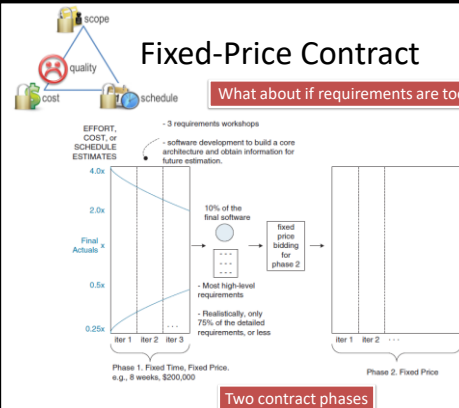 scope
Fixed-Price Contract
quality
cost
schedule
What about if requirements are too
EFFORT,
COST, or
SCHEDULE
ESTIMATES
- 3 requirements workshops
- software development to build a core
architecture and obtain information for
future estimation.
4.0x
2.0x
Final
Actuals x
0.5x
0.25x
10% of the
final software
fixed
price
bidding
for
phase 2
- Most high-level
requirements
- Realistically, only
75% of the detailed
requirements, or less
iter 1 iter 2 iter 3 ...
iter 1 iter 2 ...
Phase 1. Fixed Time, Fixed Price.
e.g., 8 weeks, $200,000
Phase 2. Fixed Price
Two contract phases